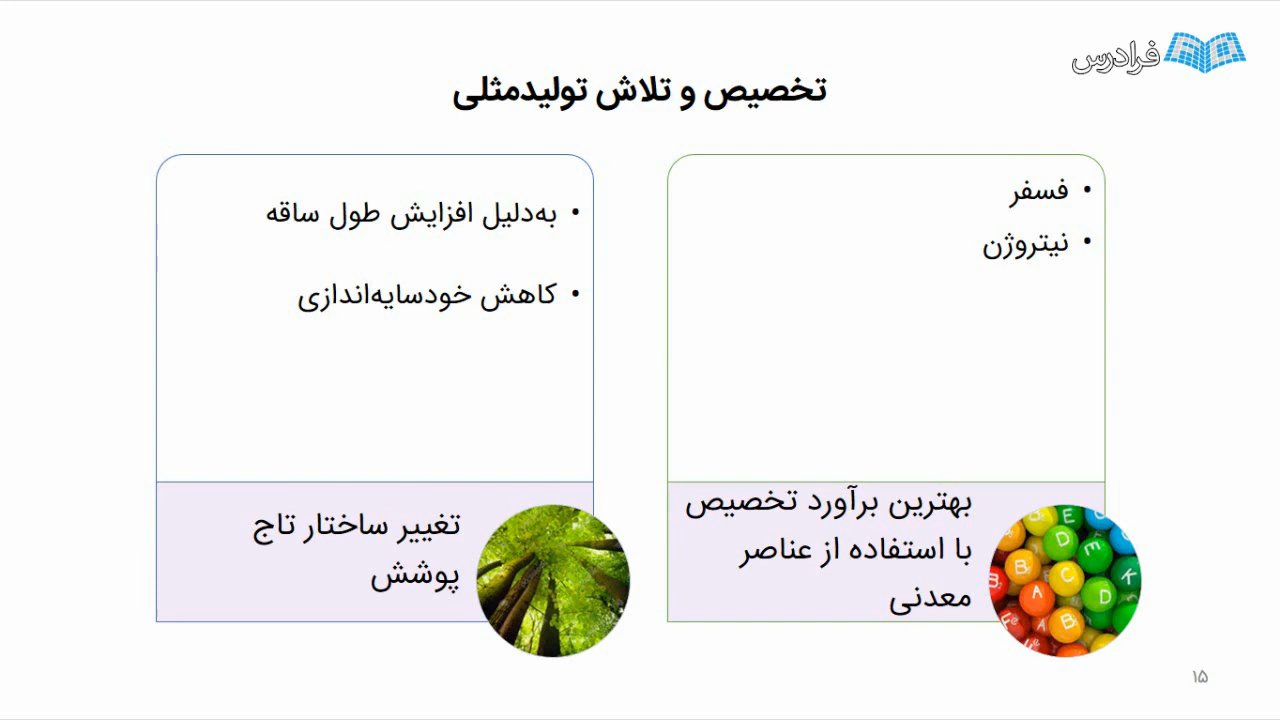 فرادرس
تخصیص و تلاش تولیدمثلی
• فسفر
• نیتروژن
بهترین برآورد تخصیص
با استفاده از عناصر
معدنی
• به‌دلیل افزایش طول ساقه
• کاهش خودسایه‌اندازی
تغییر ساختار تاج
پوشش
۱۵